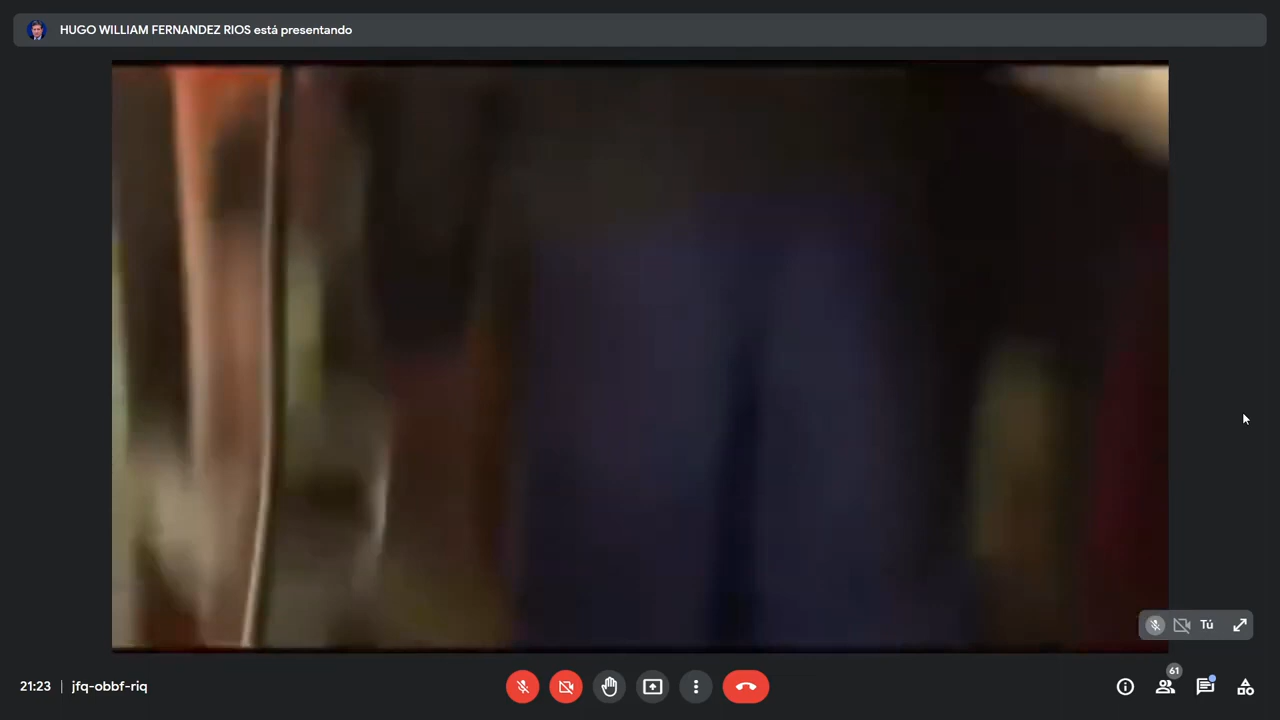 HUGO WILLIAM FERNANDEZ RIOS está presentando
Tú
61
21:23 | jfq-obbf-riq